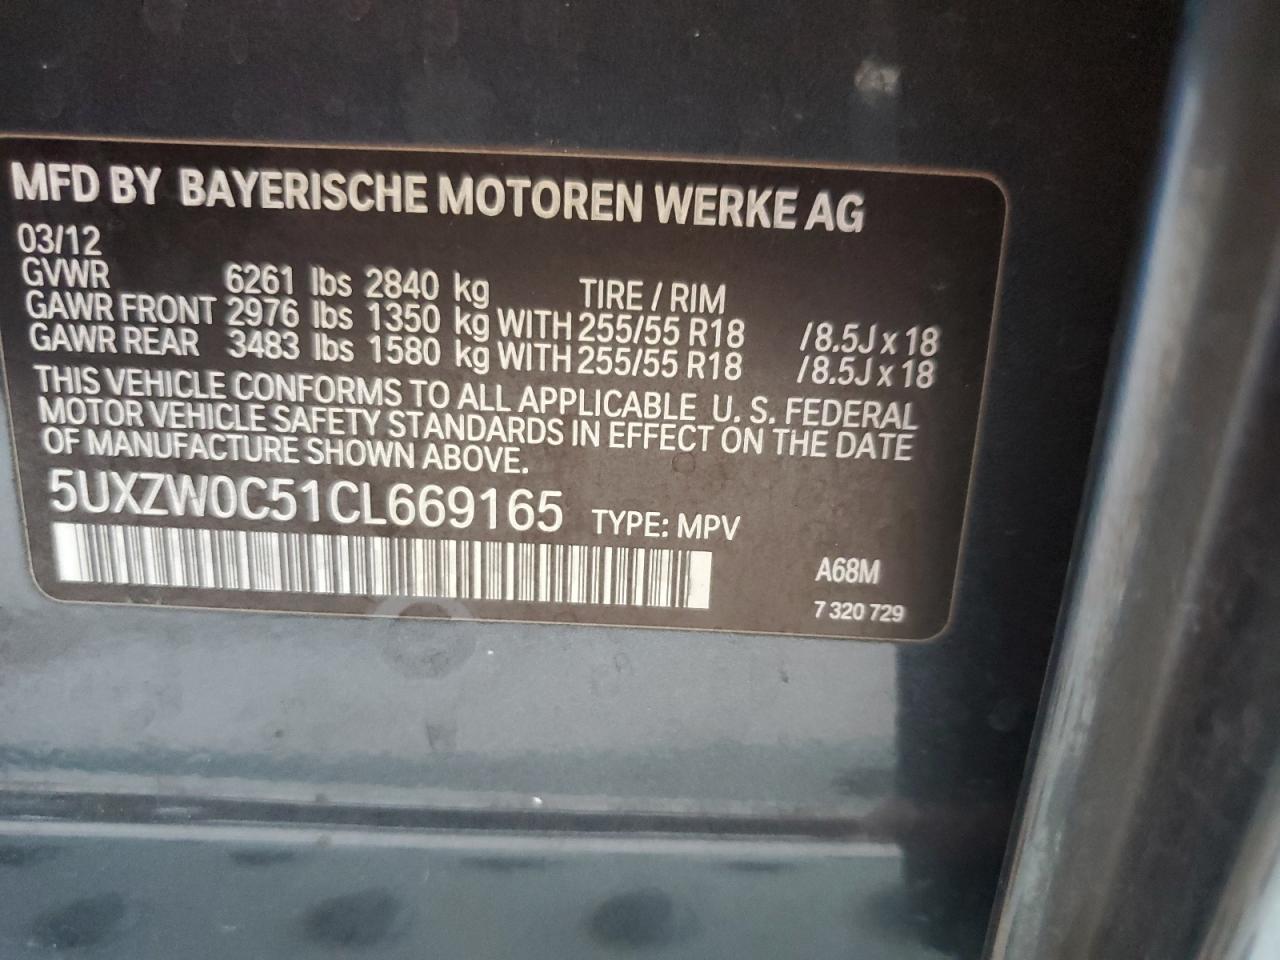 MFD BY BAYERISCHE MOTOREN WERKE AG
03/12
GVWR 6261 lbs 2840 kg TIRE / RIM
GAWR FRONT 2976 lbs 1350 kg WITH 255/55 R18 /8.5J x 18
GAWR REAR 3483 lbs 1580 kg WITH 255/55 R18 /8.5J x 18
THIS VEHICLE CONFORMS TO ALL APPLICABLE U. S. FEDERAL
MOTOR VEHICLE SAFETY STANDARDS IN EFFECT ON THE DATE
OF MANUFACTURE SHOWN ABOVE.
5UXZW0C51CL669165 TYPE: MPV
A68M
7 320 729